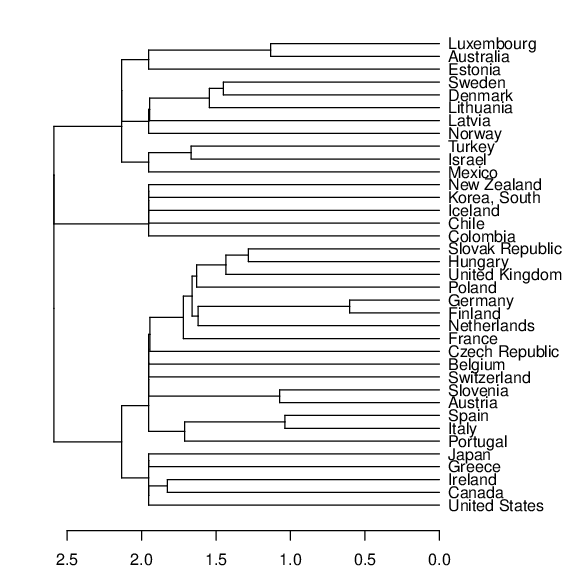 Luxembourg
Australia
Estonia
Sweden
Denmark
Lithuania
Latvia
Norway
Turkey
Israel
Mexico
New Zealand
Korea, South
Iceland
Chile
Colombia
Slovak Republic
Hungary
United Kingdom
Poland
Germany
Finland
Netherlands
France
Czech Republic
Belgium
Switzerland
Slovenia
Austria
Spain
Italy
Portugal
Japan
Greece
Ireland
Canada
United States
2.5 2.0 1.5 1.0 0.5 0.0